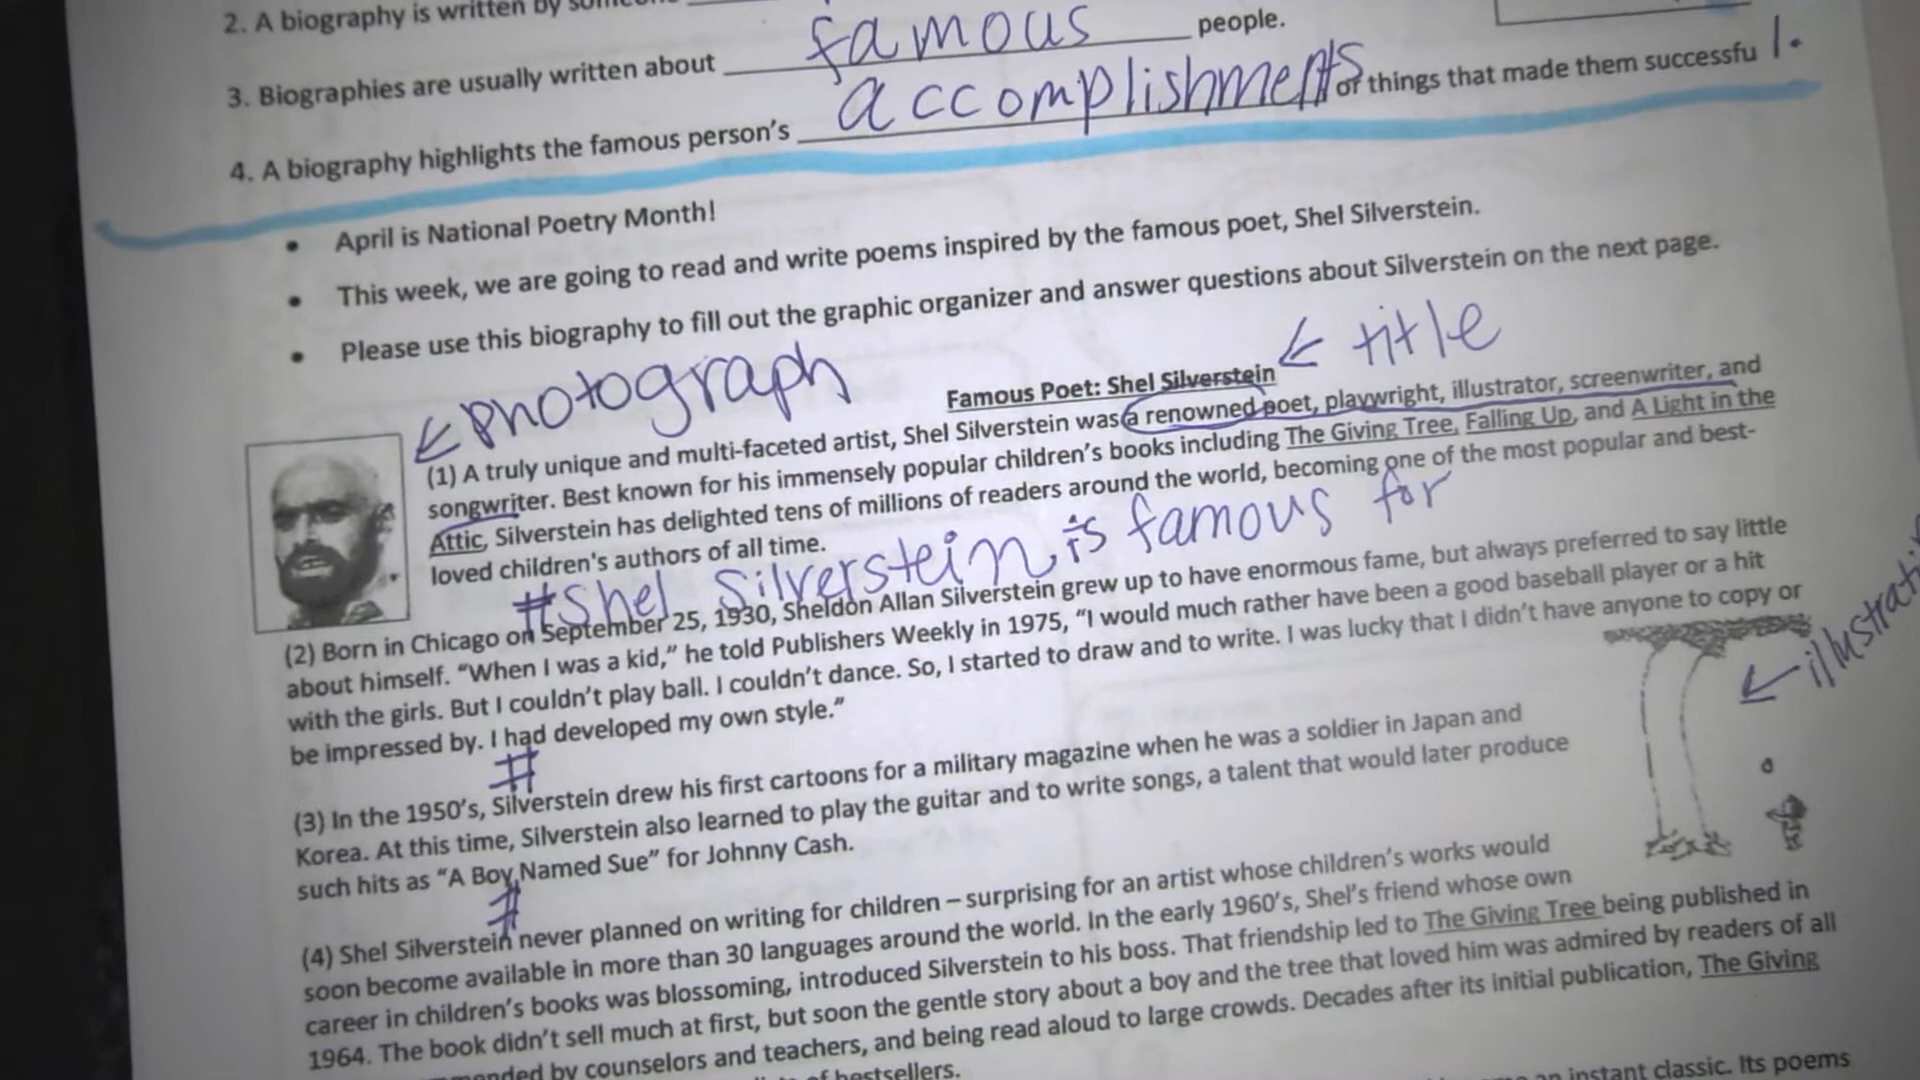 2. A biography is written by
3. Biographies are usually written about famous people.
4. A biography highlights the famous person's accomplishments or things that made them successful.
• April is National Poetry Month!
• This week, we are going to read and write poems inspired by the famous poet, Shel Silverstein.
• Please use this biography to fill out the graphic organizer and answer questions about Silverstein on the next page.
photograph
Famous Poet: Shel Silverstein
title
(1) A truly unique and multi-faceted artist, Shel Silverstein was a renowned poet, playwright, illustrator, screenwriter, and
songwriter. Best known for his immensely popular children's books including The Giving Tree, Falling Up, and A Light in the
Attic, Silverstein has delighted tens of millions of readers around the world, becoming one of the most popular and best-
loved children's authors of all time.
#Shel Silverstein, is famous for
(2) Born in Chicago on September 25, 1930, Sheldon Allan Silverstein grew up to have enormous fame, but always preferred to say little
about himself. "When I was a kid," he told Publishers Weekly in 1975, "I would much rather have been a good baseball player or a hit
with the girls. But I couldn't play ball. I couldn't dance. So, I started to draw and to write. I was lucky that I didn't have anyone to copy or
be impressed by. I had developed my own style."
#
(3) In the 1950's, Silverstein drew his first cartoons for a military magazine when he was a soldier in Japan and
Korea. At this time, Silverstein also learned to play the guitar and to write songs, a talent that would later produce
such hits as "A Boy Named Sue" for Johnny Cash.
#
(4) Shel Silverstein never planned on writing for children – surprising for an artist whose children's works would
soon become available in more than 30 languages around the world. In the early 1960's, Shel's friend whose own
career in children's books was blossoming, introduced Silverstein to his boss. That friendship led to The Giving Tree being published in
1964. The book didn't sell much at first, but soon the gentle story about a boy and the tree that loved him was admired by readers of all
by counselors and teachers, and being read aloud to large crowds. Decades after its initial publication, The Giving
of bestsellers.
instant classic. Its poems